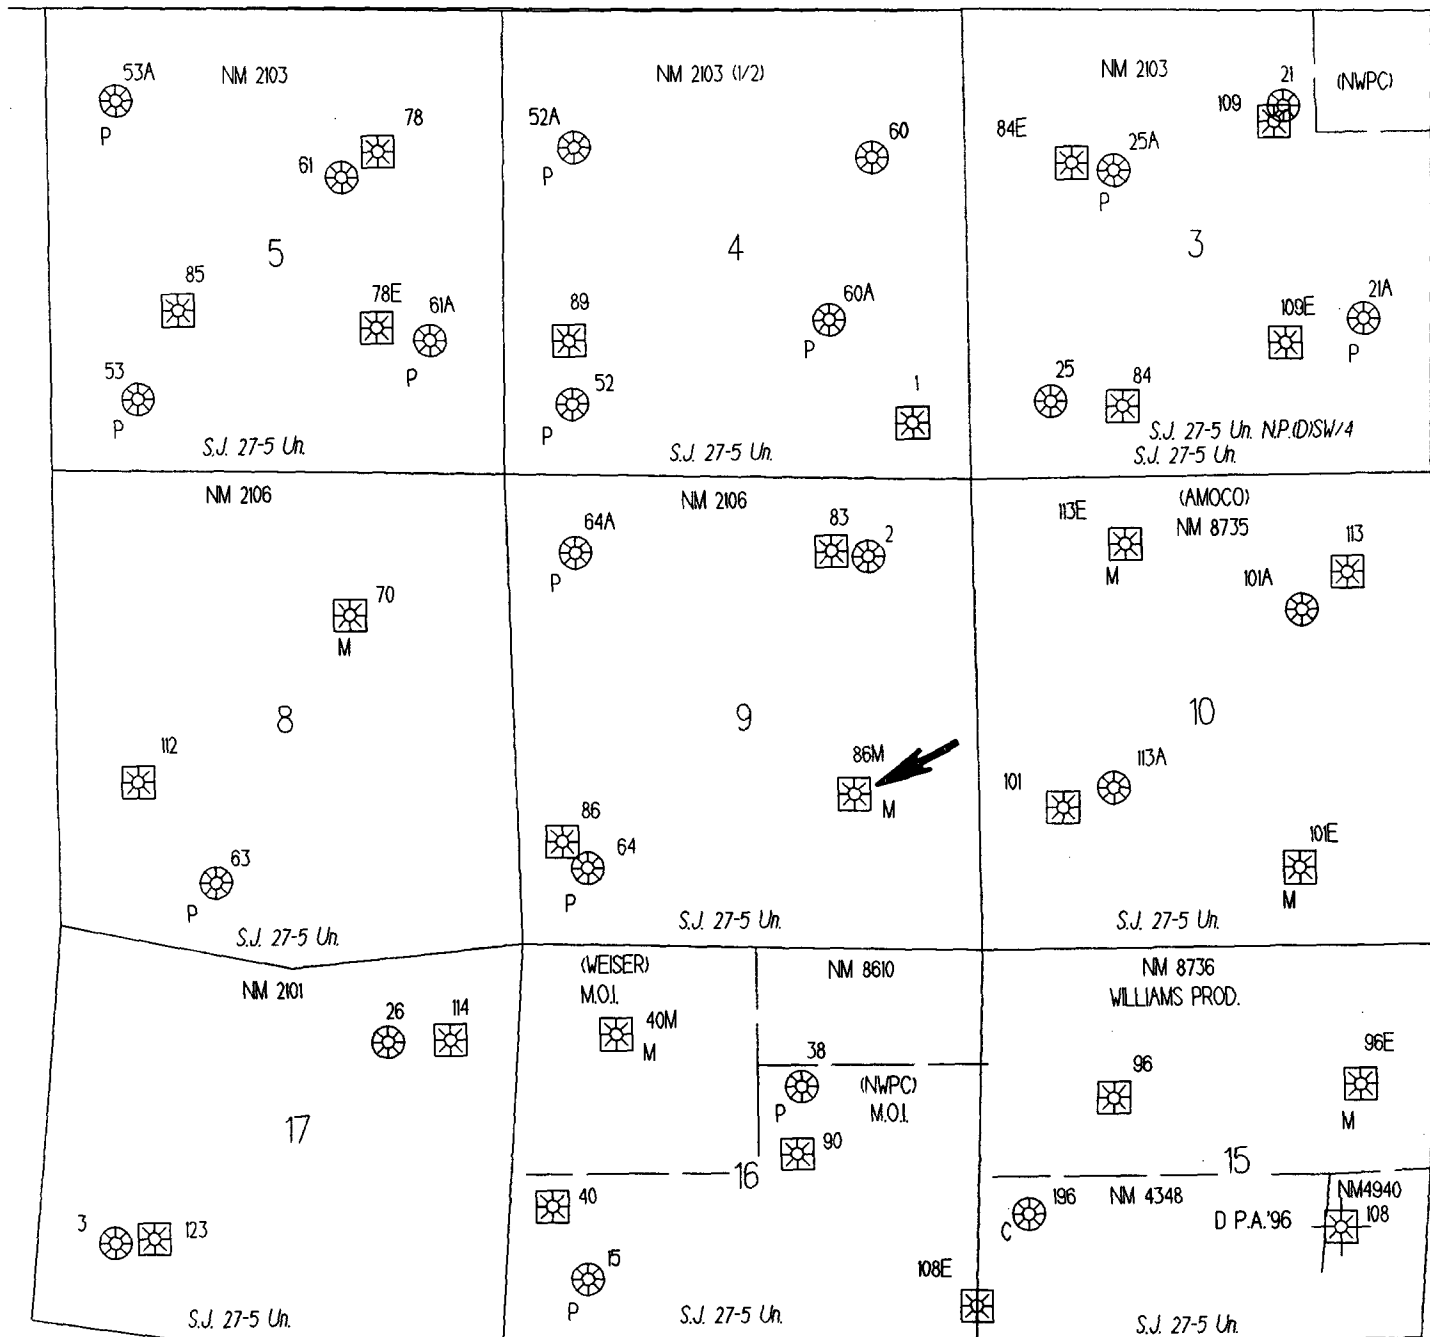 53A
NM 2103
78
P
61
5
85
78E
61A
P
53
P
S.J. 27-5 Un.
NM 2103 (1/2)
52A
60
P
4
89
60A
P
52
P
1
S.J. 27-5 Un.
NM 2103
21
(NWPC)
109
84E
25A
P
3
21A
109E
P
25
84
S.J. 27-5 Un. N.P.(D)SW/4
S.J. 27-5 Un.
NM 2106
70
M
8
112
63
P
S.J. 27-5 Un.
NM 2106
64A
83
2
P
9
86M
M
86
64
P
S.J. 27-5 Un.
(AMOCO)
NM 8735
113E
113
M
101A
10
101
113A
101E
M
S.J. 27-5 Un.
NM 2101
26
114
17
3
123
S.J. 27-5 Un.
(WEISER)
M.O.I.
NM 8610
40M
M
38
(NWPC)
M.O.I.
P
90
16
40
15
P
108E
S.J. 27-5 Un.
NM 8736
WILLIAMS PROD.
96
96E
M
15
196
NM 4348
NM4940
C
D P.A.'96
108
S.J. 27-5 Un.